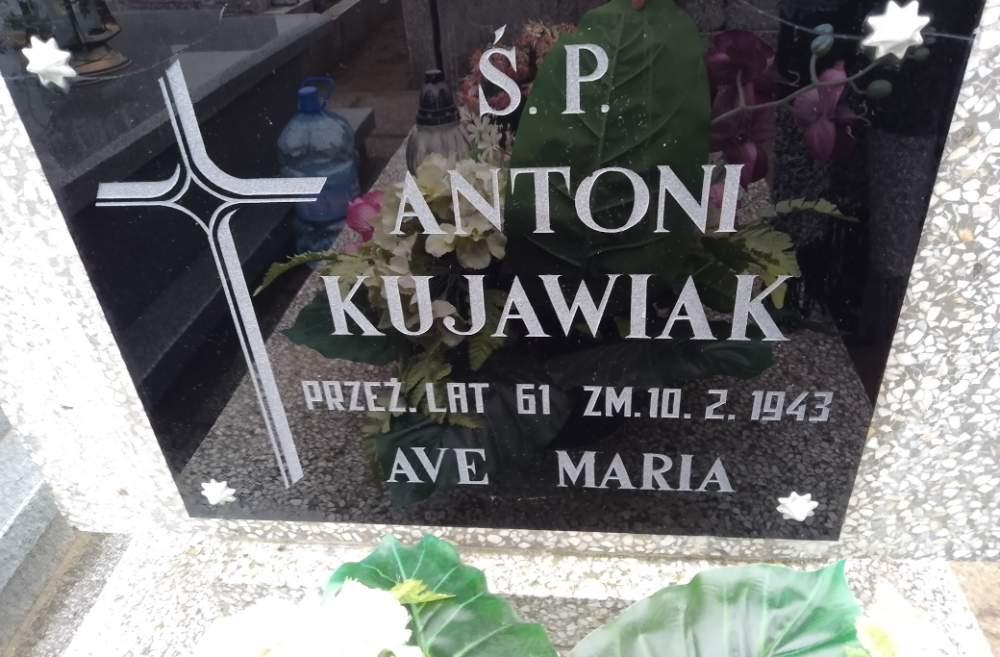 Ś. P.
ANTONI
KUJAWIAK
PRZEŻ. LAT 61 ZM. 10. 2. 1943
AVE MARIA